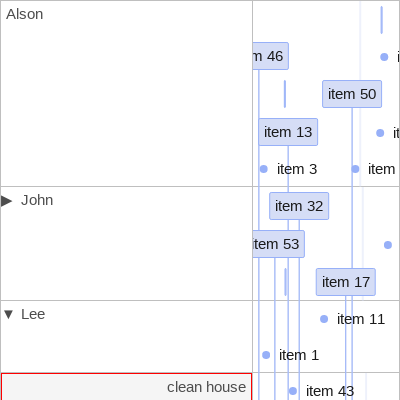 Alson
m 46
item 50
item 13
item 3
item
▶ John
item 32
item 53
item 17
▼ Lee
item 11
item 1
clean house
item 43